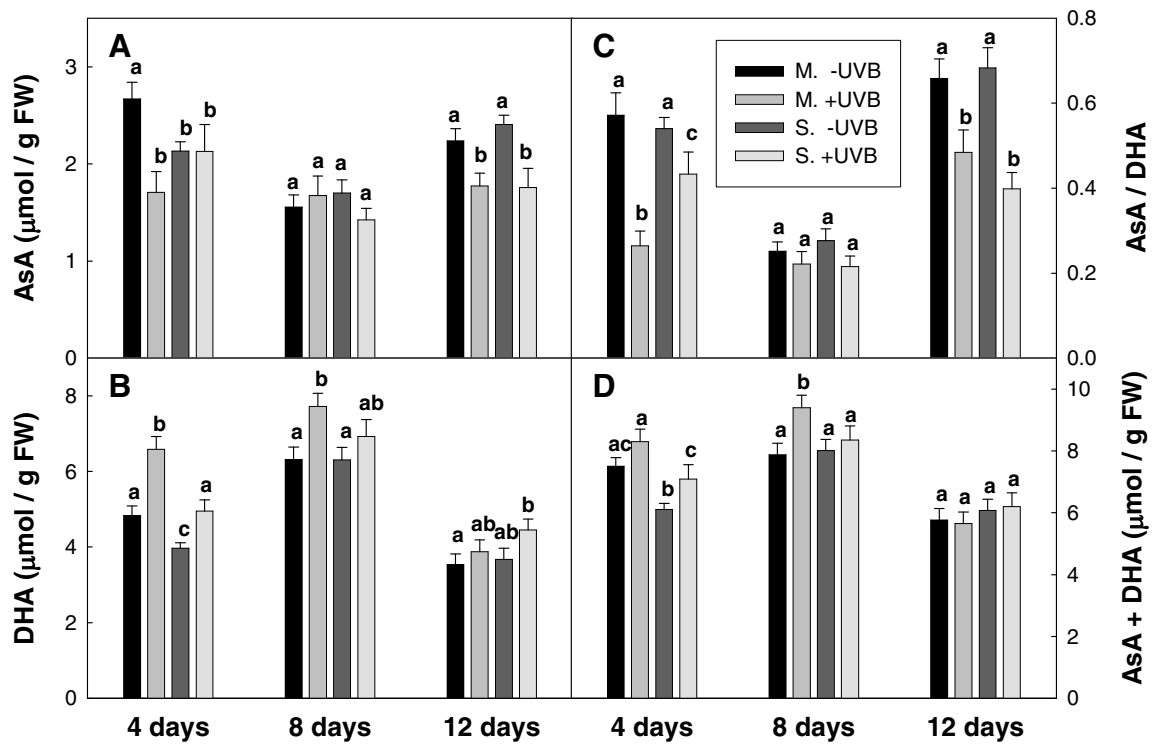 A
AsA (μmol / g FW)
3
2
1
0
a
b
b
b
a
a
a
a
a
b
a
b
C
M. -UVB
M. +UVB
S. -UVB
S. +UVB
a
b
a
c
a
a
a
a
a
b
a
b
0.8
0.6
0.4
0.2
0.0
AsA / DHA
B
DHA (μmol / g FW)
8
6
4
2
0
a
b
c
a
a
b
a
ab
a
ab
ab
b
4 days 8 days 12 days
D
ac
a
b
c
a
b
a
a
a
a
a
a
10
8
6
4
2
0
AsA + DHA (μmol / g FW)
4 days 8 days 12 days